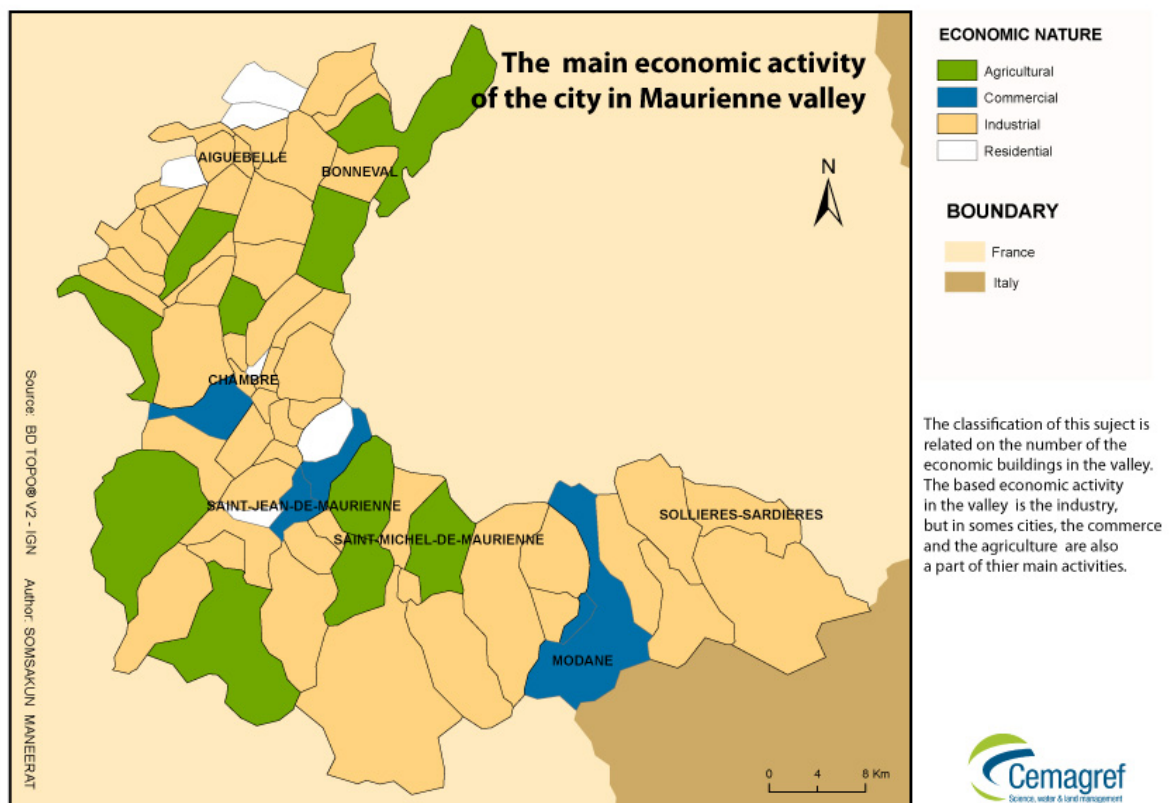 The main economic activity
of the city in Maurienne valley
AIGUEBELLE
BONNEVAL
N
CHAMBRE
SAINT-JEAN-DE-MAURIENNE
SAINT-MICHEL-DE-MAURIENNE
SOLLIERES-SARDIERES
MODANE
0 4 8 Km
Source: BD TOPO® V2 - IGN Author: SOMSAKUN MANEERAT
ECONOMIC NATURE
Agricultural
Commercial
Industrial
Residential
BOUNDARY
France
Italy
The classification of this suject is
related on the number of the
economic buildings in the valley.
The based economic activity
in the valley is the industry,
but in somes cities, the commerce
and the agriculture are also
a part of thier main activities.
Cemagref
Science, water & land management